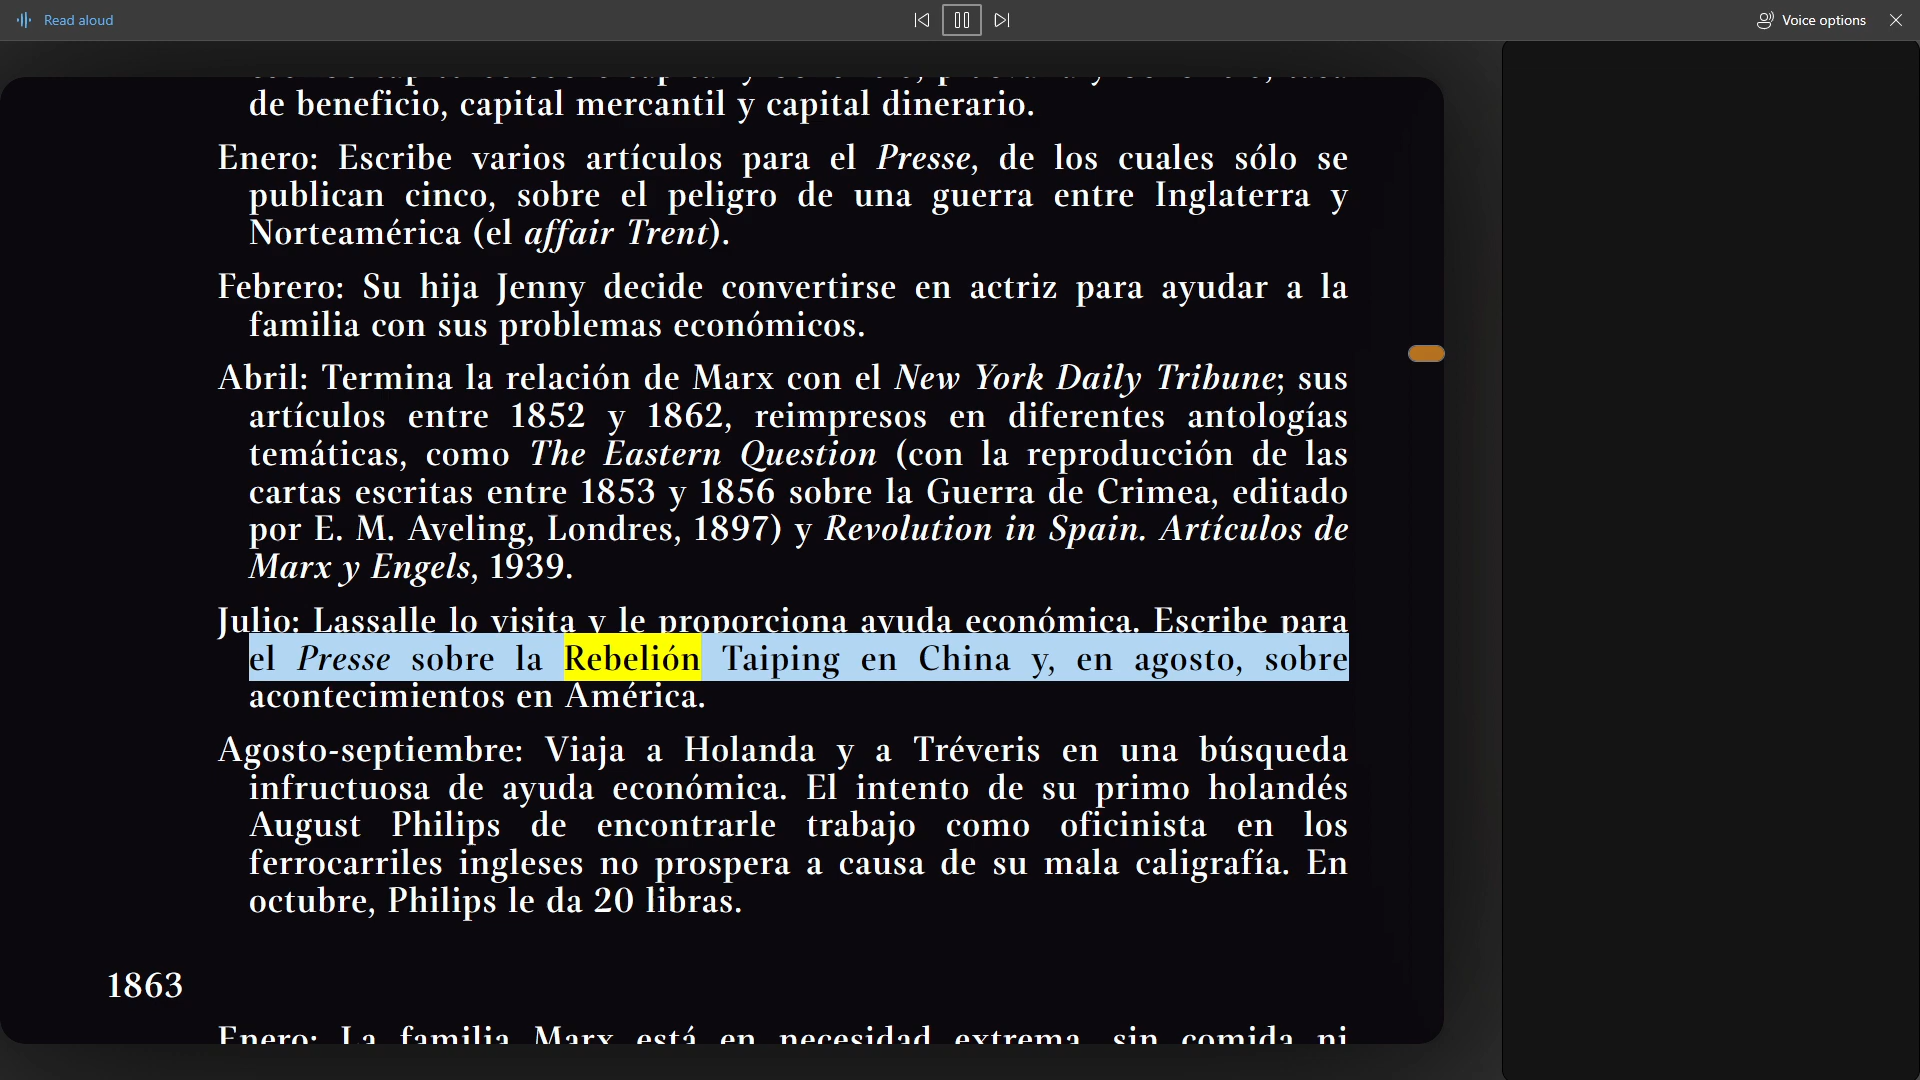 Read aloud
Voice options
de beneficio, capital mercantil y capital dinerario.
Enero: Escribe varios artículos para el Presse, de los cuales sólo se
publican cinco, sobre el peligro de una guerra entre Inglaterra y
Norteamérica (el affair Trent).
Febrero: Su hija Jenny decide convertirse en actriz para ayudar a la
familia con sus problemas económicos.
Abril: Termina la relación de Marx con el New York Daily Tribune; sus
artículos entre 1852 y 1862, reimpresos en diferentes antologías
temáticas, como The Eastern Question (con la reproducción de las
cartas escritas entre 1853 y 1856 sobre la Guerra de Crimea, editado
por E. M. Aveling, Londres, 1897) y Revolution in Spain. Artículos de
Marx y Engels, 1939.
Julio: Lassalle lo visita y le proporciona ayuda económica. Escribe para
el Presse sobre la Rebelión Taiping en China y, en agosto, sobre
acontecimientos en América.
Agosto-septiembre: Viaja a Holanda y a Tréveris en una búsqueda
infructuosa de ayuda económica. El intento de su primo holandés
August Philips de encontrarle trabajo como oficinista en los
ferrocarriles ingleses no prospera a causa de su mala caligrafía. En
octubre, Philips le da 20 libras.
1863
Enero: La familia Marx está en necesidad extrema, sin comida ni